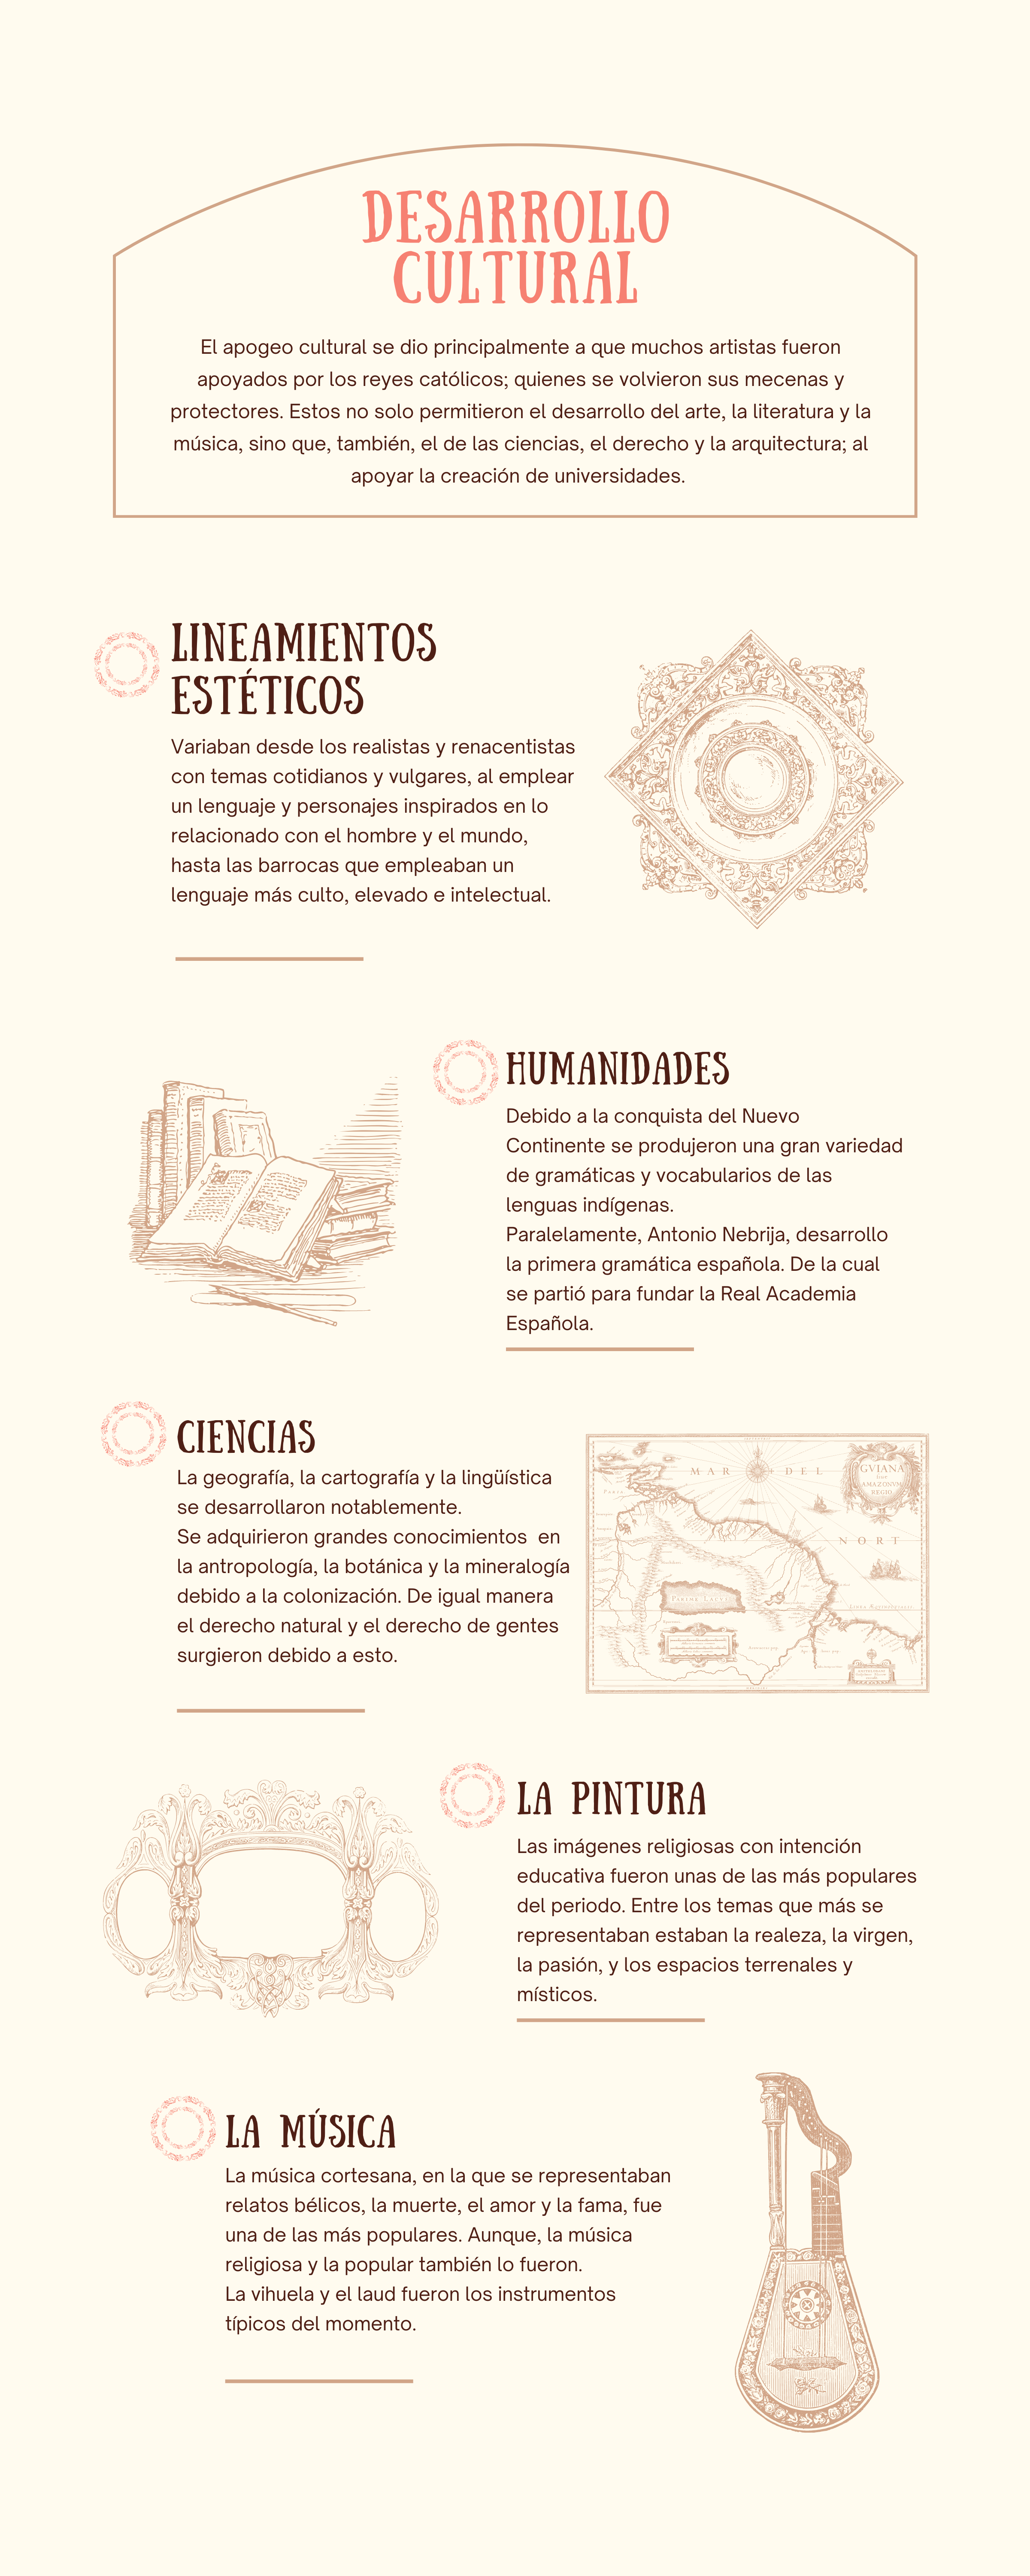 DESARROLLO
CULTURAL
El apogeo cultural se dio principalmente a que muchos artistas fueron
apoyados por los reyes católicos; quienes se volvieron sus mecenas y
protectores. Estos no solo permitieron el desarrollo del arte, la literatura y la
música, sino que, también, el de las ciencias, el derecho y la arquitectura; al
apoyar la creación de universidades.
LINEAMIENTOS
ESTÉTICOS
Variaban desde los realistas y renacentistas
con temas cotidianos y vulgares, al emplear
un lenguaje y personajes inspirados en lo
relacionado con el hombre y el mundo,
hasta las barrocas que empleaban un
lenguaje más culto, elevado e intelectual.
HUMANIDADES
Debido a la conquista del Nuevo
Continente se produjeron una gran variedad
de gramáticas y vocabularios de las
lenguas indígenas.
Paralelamente, Antonio Nebrija, desarrollo
la primera gramática española. De la cual
se partió para fundar la Real Academia
Española.
CIENCIAS
La geografía, la cartografía y la lingüística
se desarrollaron notablemente.
Se adquirieron grandes conocimientos  en
la antropología, la botánica y la mineralogía
debido a la colonización. De igual manera
el derecho natural y el derecho de gentes
surgieron debido a esto.
MAR DEL
NORT
GVIANA
AMAZONVM
REGIO
LA PINTURA
Las imágenes religiosas con intención
educativa fueron unas de las más populares
del periodo. Entre los temas que más se
representaban estaban la realeza, la virgen,
la pasión, y los espacios terrenales y
místicos.
LA MÚSICA
La música cortesana, en la que se representaban
relatos bélicos, la muerte, el amor y la fama, fue
una de las más populares. Aunque, la música
religiosa y la popular también lo fueron.
La vihuela y el laud fueron los instrumentos
típicos del momento.